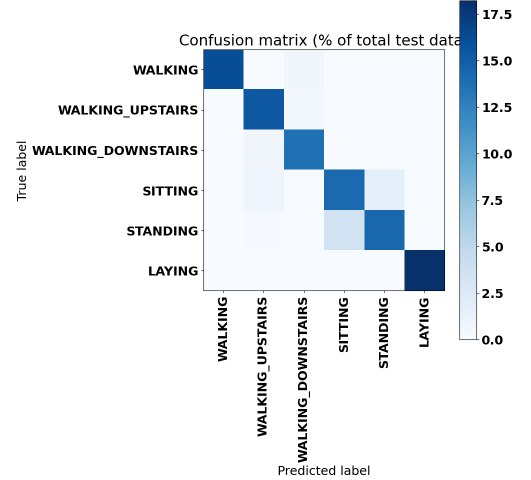 Confusion matrix (% of total test data
True label
WALKING
WALKING_UPSTAIRS
WALKING_DOWNSTAIRS
SITTING
STANDING
LAYING
WALKING
WALKING_UPSTAIRS
WALKING_DOWNSTAIRS
SITTING
STANDING
LAYING
Predicted label
17.5
15.0
12.5
10.0
7.5
5.0
2.5
0.0